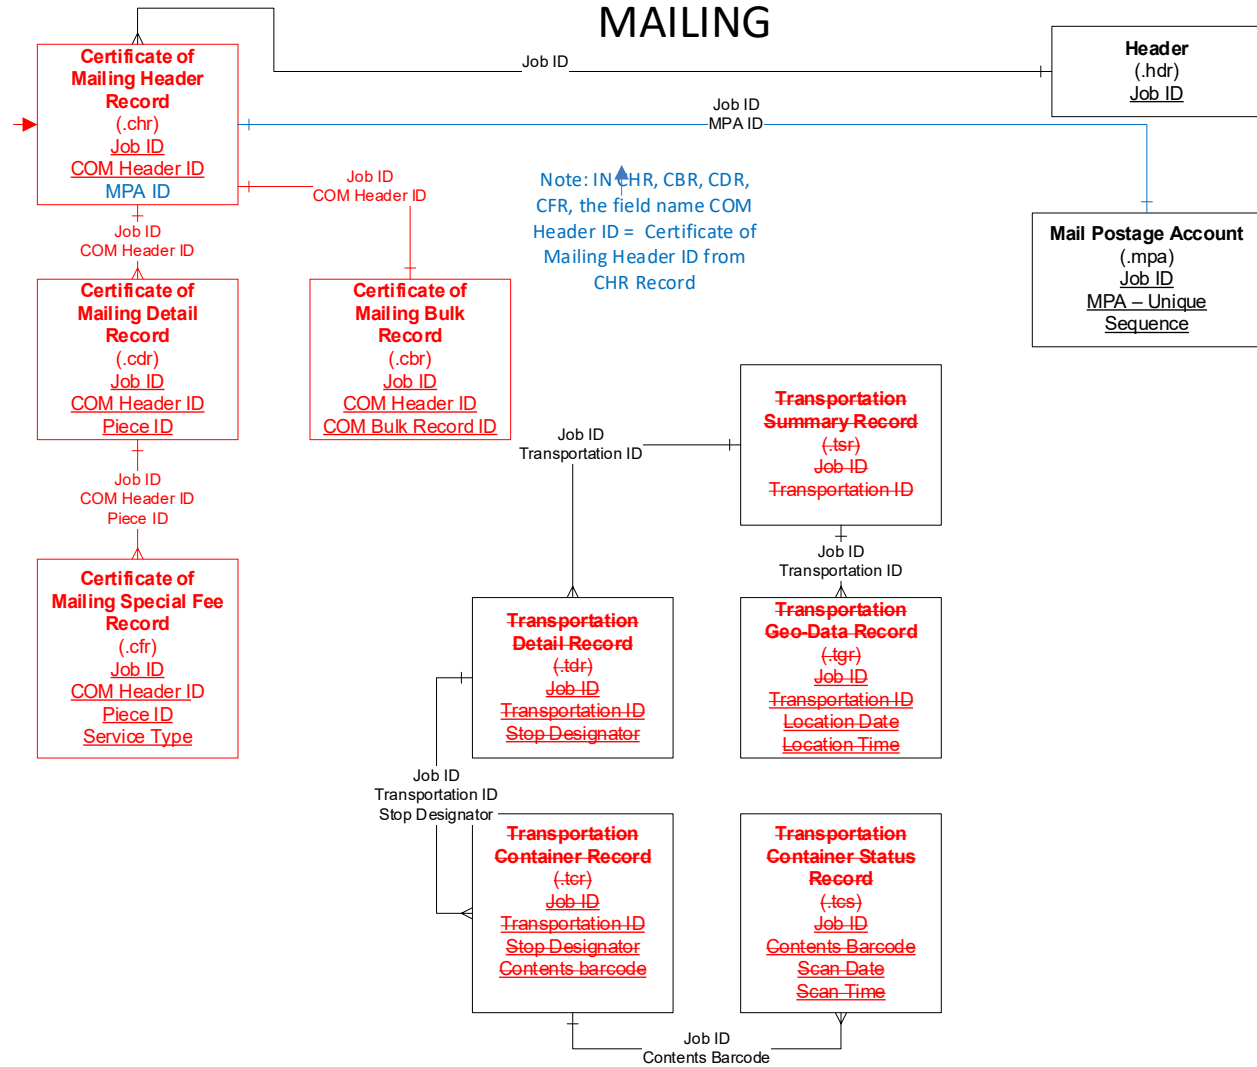 MAILING
Certificate of
Mailing Header
Record
(.chr)
Job ID
COM Header ID
MPA ID
Job ID
Header
(.hdr)
Job ID
Job ID
MPA ID
Job ID
COM Header ID
Note: IN CHR, CBR, CDR,
CFR, the field name COM
Header ID =  Certificate of
Mailing Header ID from
CHR Record
Mail Postage Account
(.mpa)
Job ID
MPA – Unique
Sequence
Job ID
COM Header ID
Certificate of
Mailing Detail
Record
(.cdr)
Job ID
COM Header ID
Piece ID
Certificate of
Mailing Bulk
Record
(.cbr)
Job ID
COM Header ID
COM Bulk Record ID
Job ID
COM Header ID
Piece ID
Certificate of
Mailing Special Fee
Record
(.cfr)
Job ID
COM Header ID
Piece ID
Service Type
Job ID
Transportation ID
Transportation
Summary Record
(.tsr)
Job ID
Transportation ID
Job ID
Transportation ID
Transportation
Detail Record
(.tdr)
Job ID
Transportation ID
Stop Designator
Transportation
Geo-Data Record
(.tgr)
Job ID
Transportation ID
Location Date
Location Time
Job ID
Transportation ID
Stop Designator
Transportation
Container Record
(.tcr)
Job ID
Transportation ID
Stop Designator
Contents barcode
Transportation
Container Status
Record
(.tcs)
Job ID
Contents Barcode
Scan Date
Scan Time
Job ID
Contents Barcode